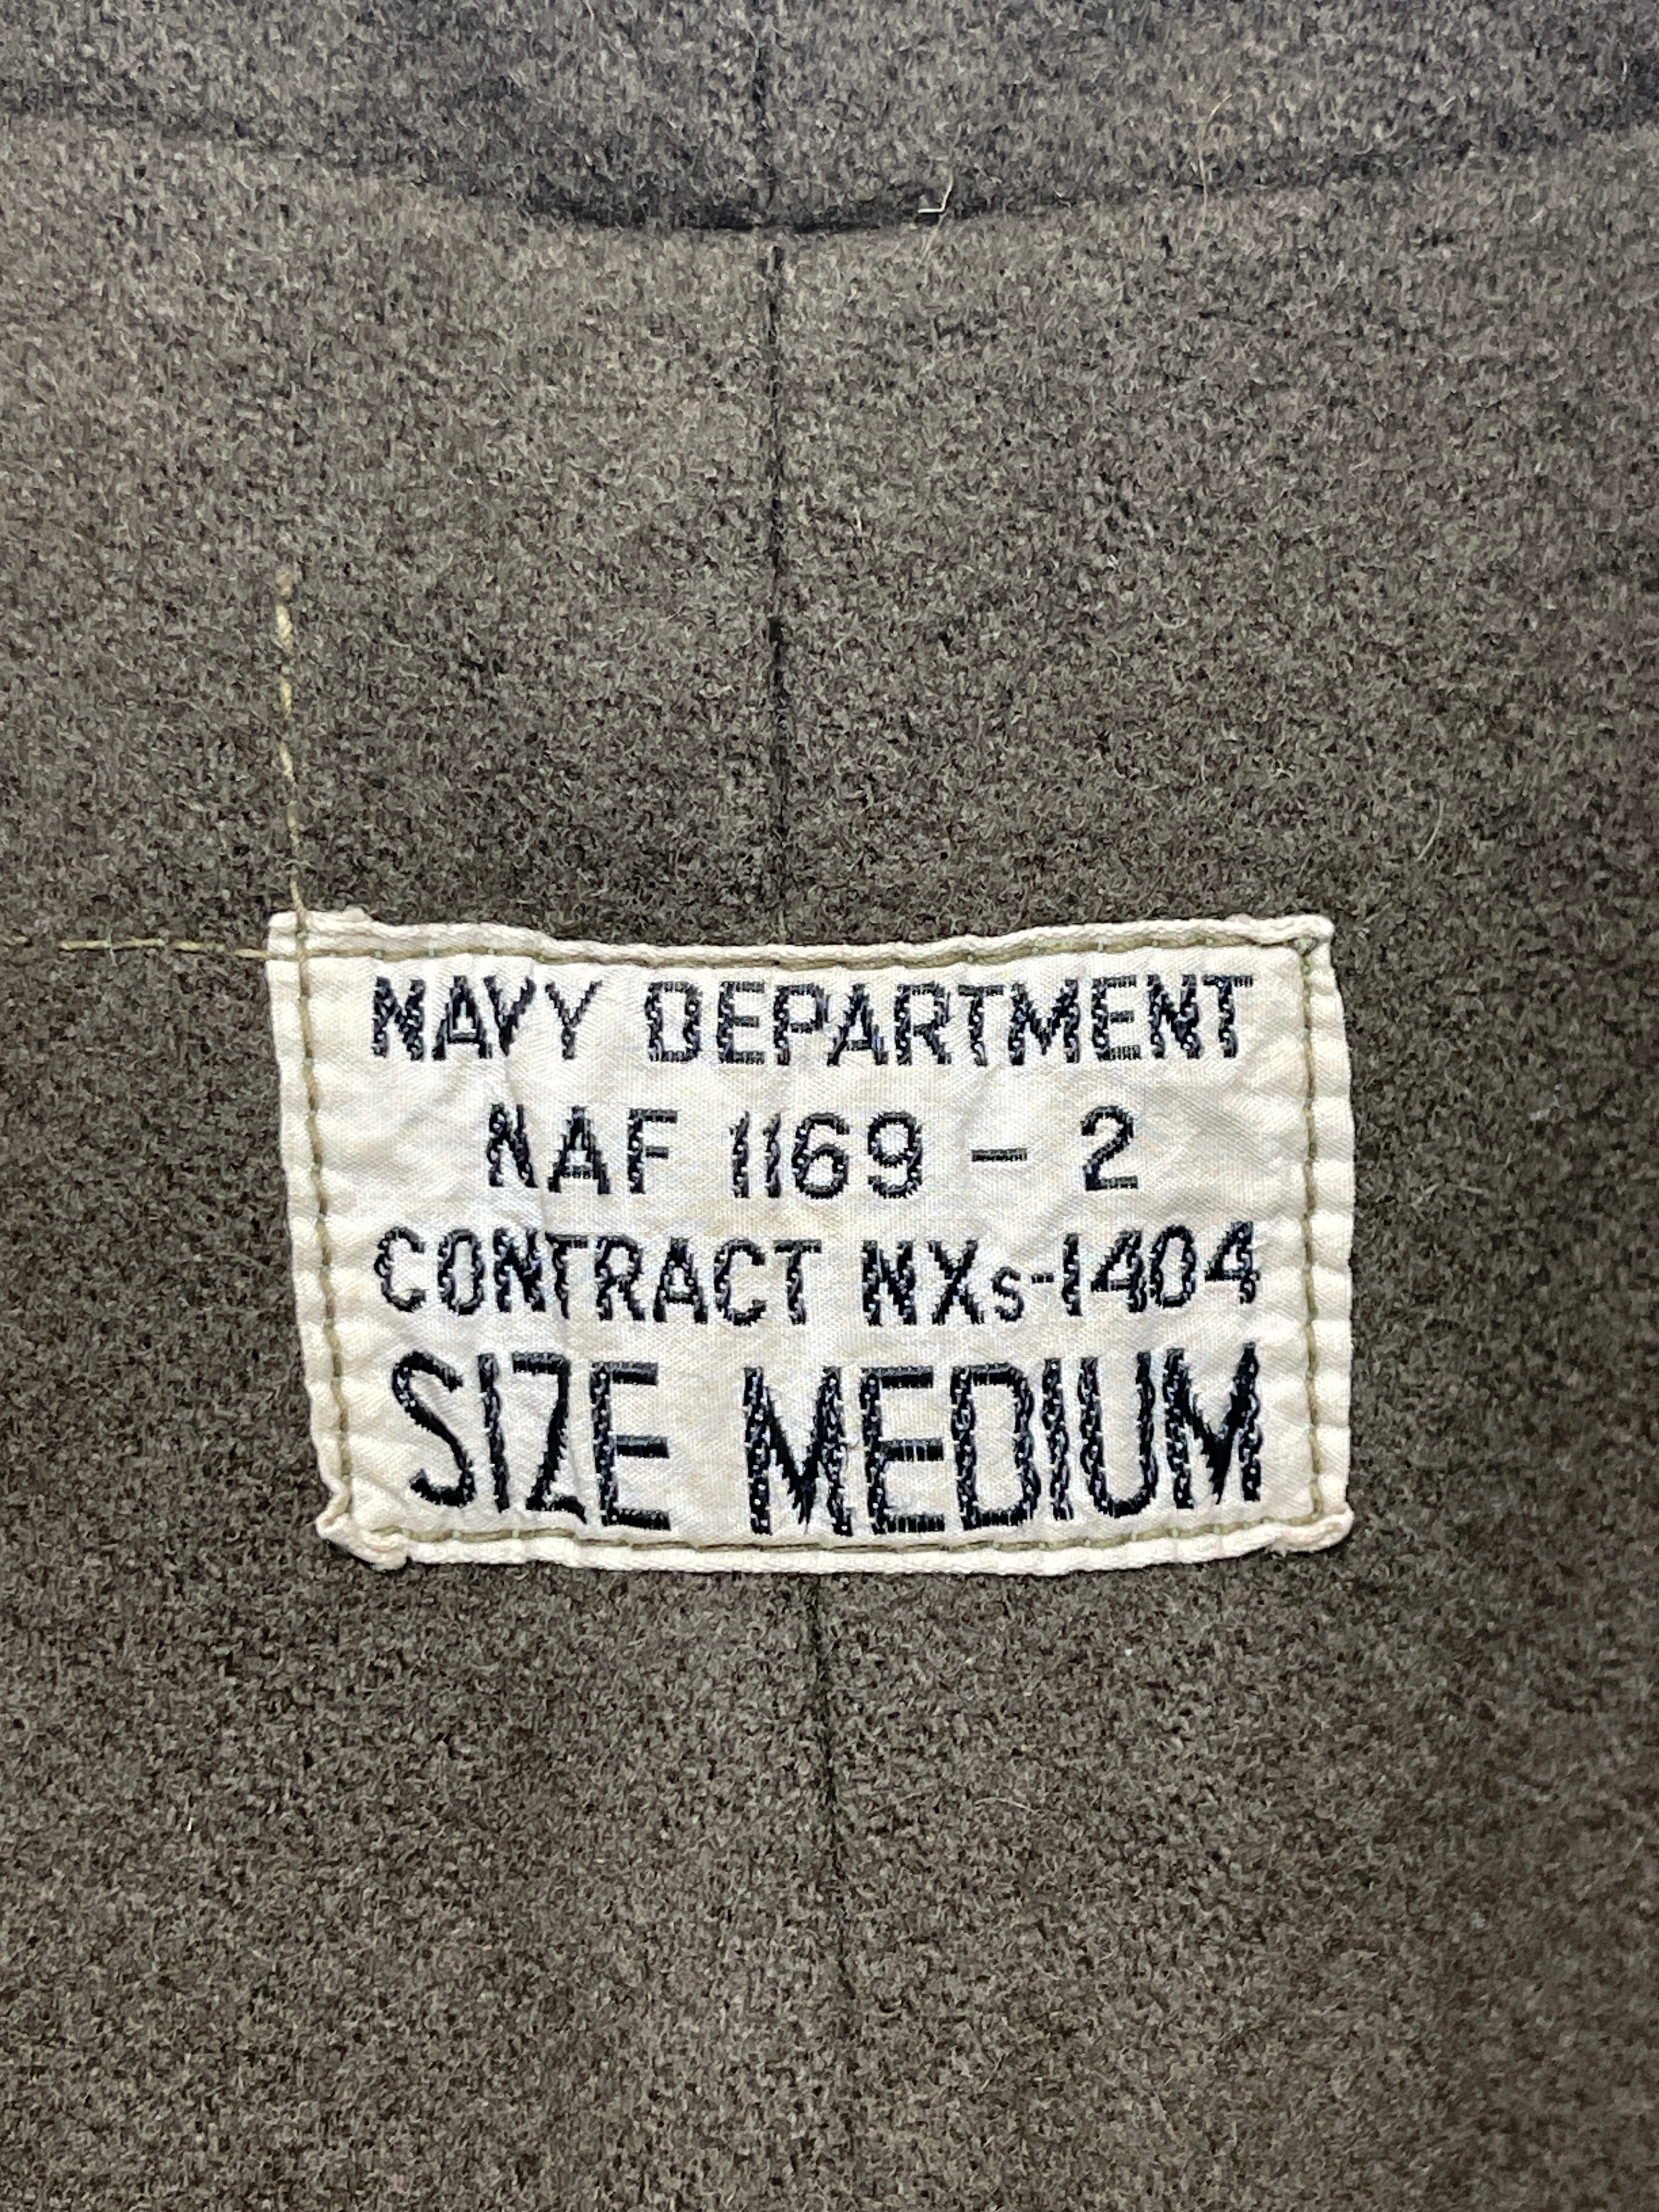 NAVY DEPARTMENT
NAF 1169 - 2
CONTRACT NXs-1404
SIZE MEDIUM